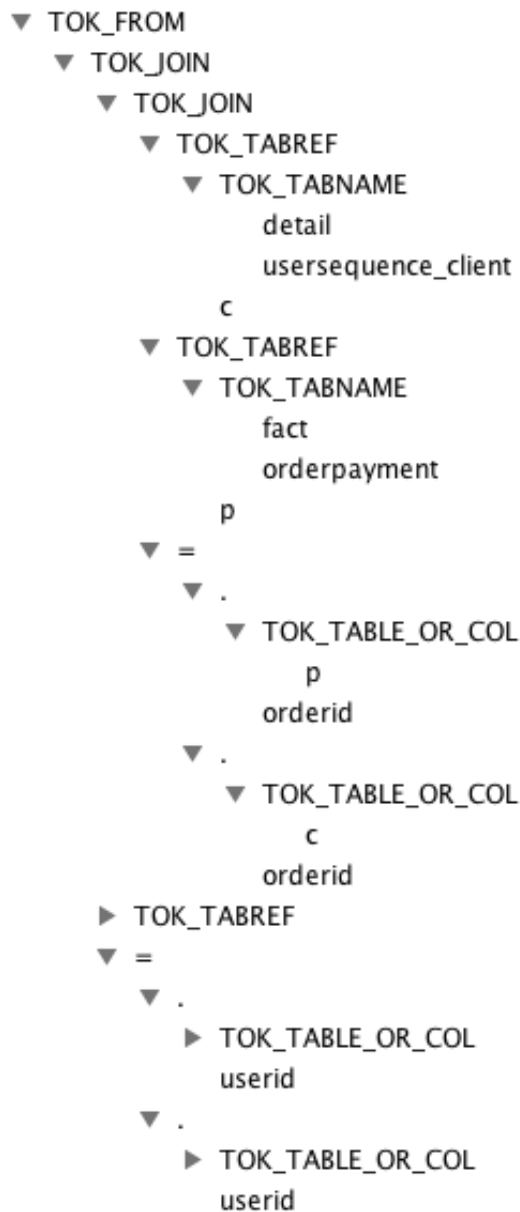 TOK_FROM
TOK_JOIN
TOK_JOIN
TOK_TABREF
TOK_TABNAME
detail
usersequence_client
c
TOK_TABREF
TOK_TABNAME
fact
orderpayment
p
=
.
TOK_TABLE_OR_COL
p
orderid
.
TOK_TABLE_OR_COL
c
orderid
TOK_TABREF
=
.
TOK_TABLE_OR_COL
userid
.
TOK_TABLE_OR_COL
userid